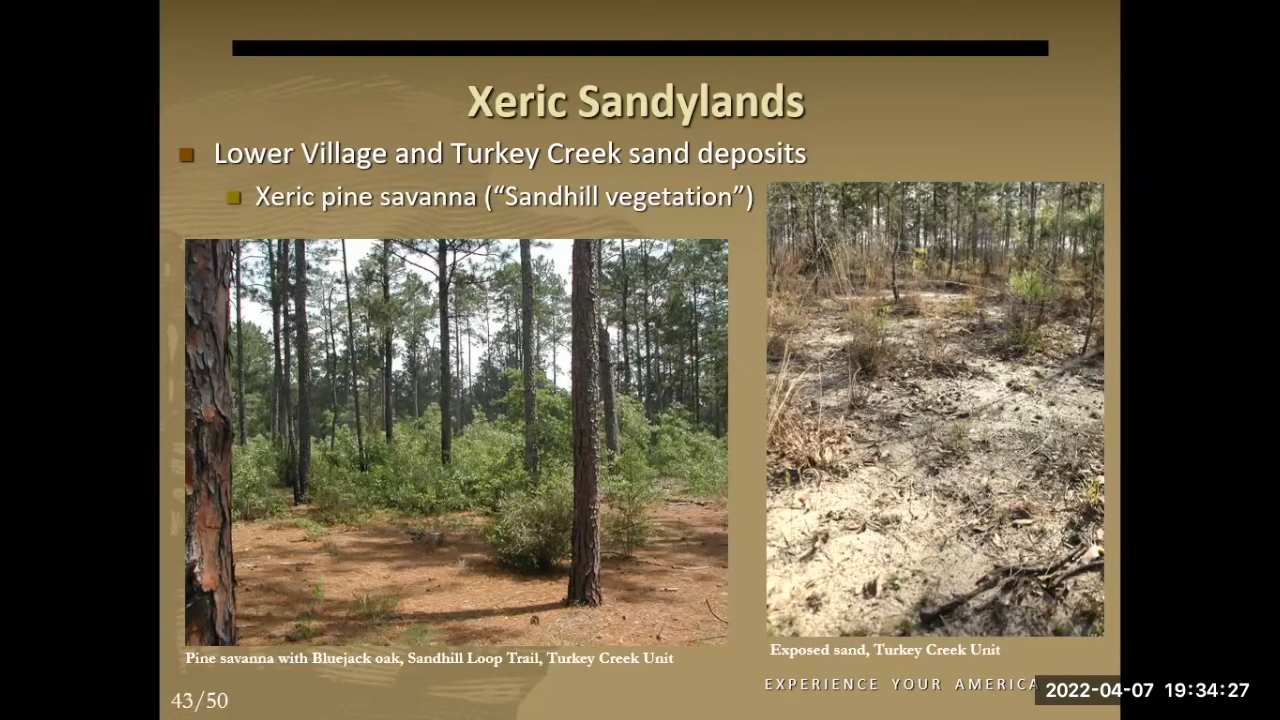 Xeric Sandylands
Lower Village and Turkey Creek sand deposits
Xeric pine savanna (“Sandhill vegetation”)
Pine savanna with Bluejack oak, Sandhill Loop Trail, Turkey Creek Unit
Exposed sand, Turkey Creek Unit
EXPERIENCE YOUR AMERICA
43/50
2022-04-07 19:34:27